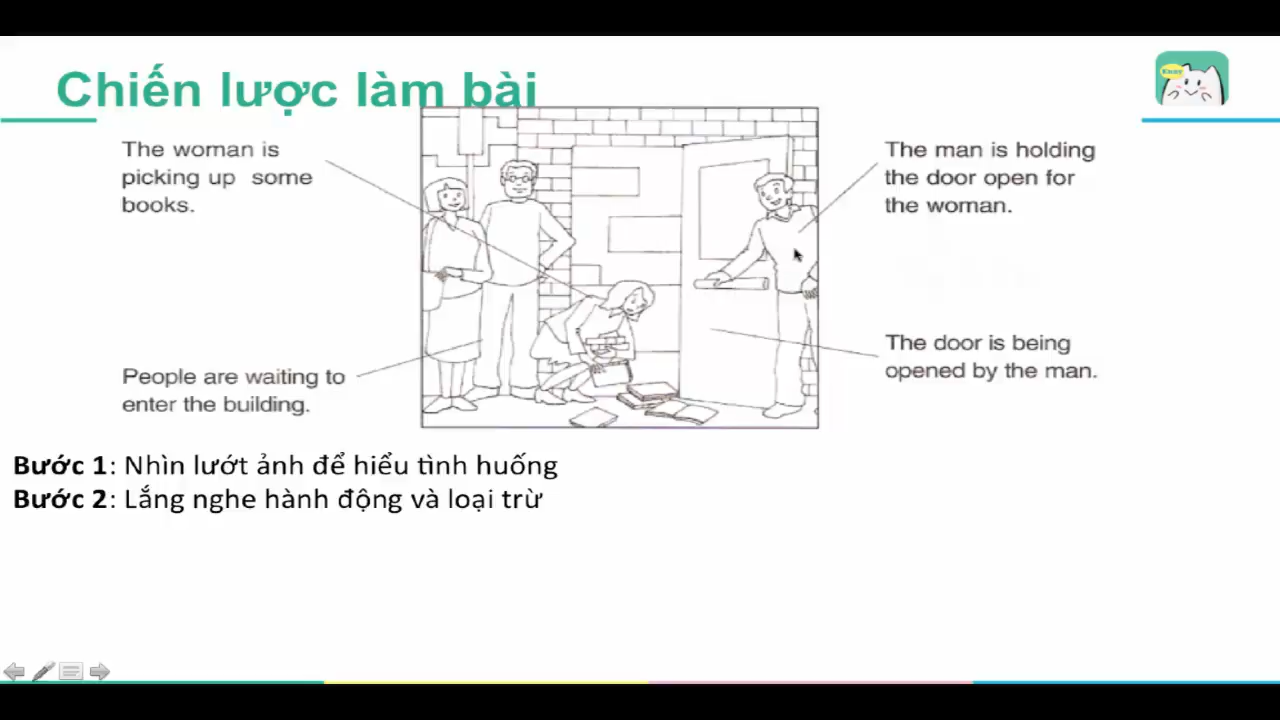 Chiến lược làm bài
The woman is
picking up some
books.
The man is holding
the door open for
the woman.
People are waiting to
enter the building.
The door is being
opened by the man.
Bước 1: Nhìn lướt ảnh để hiểu tình huống
Bước 2: Lắng nghe hành động và loại trừ